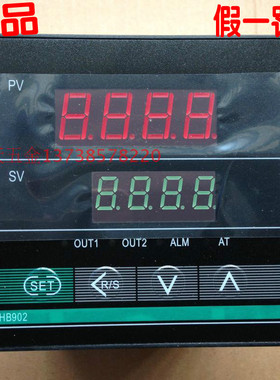 品 假一
PV
8.8.8.8
13738578220
SV
8.8.8.8
OUT1 OUT2 ALM AT
SET <R/S ∨ ∧
HB902